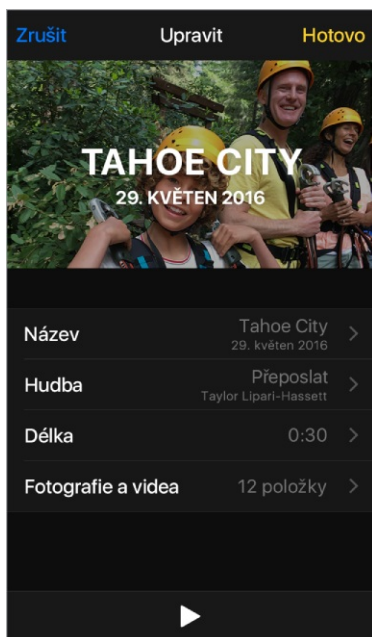 Zrušit Upravit Hotovo
TAHOE CITY
29. KVĚTEN 2016
Název Tahoe City
29. květen 2016
Hudba Přeposlat
Taylor Lipari-Hassett
Délka 0:30
Fotografie a videa 12 položky